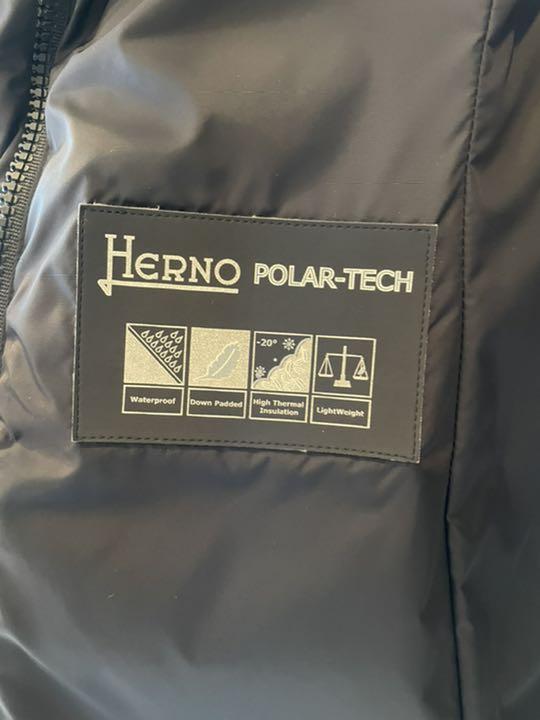 HERNO POLAR-TECH
-20°
Waterproof
Down Padded
High Thermal
Insulation
LightWeight